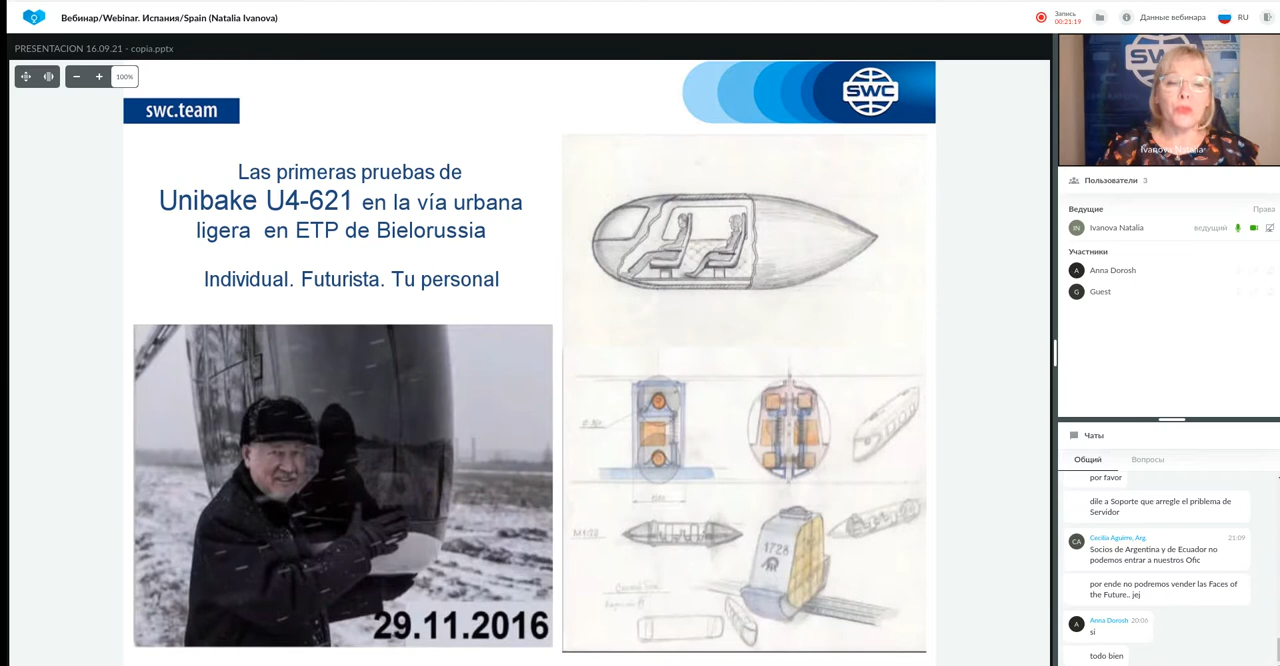 Вебинар/Webinar. Испания/Spain (Natalia Ivanova)
Запись
00:21:19
Данные вебинара
RU
PRESENTACION 16.09.21 - copia.pptx
100%
swc.team
SWC
Las primeras pruebas de
Unibake U4-621 en la vía urbana
ligera en ETP de Bielorussia
Individual. Futurista. Tu personal
29.11.2016
1728
SWC
Ivanova Natalia
Пользователи 3
Ведущие
Права
IN
Ivanova Natalia
ведущий
Участники
A
Anna Dorosh
G
Guest
Чаты
Общий
Вопросы
por favor
dile a Soporte que arregle el priblema de
Servidor
CA
Cecilia Aguirre, Arg. 21:09
Socios de Argentina y de Ecuador no
podemos entrar a nuestros Ofic
por ende no podremos vender las Faces of
the Future.. jej
A
Anna Dorosh 20:06
si
todo bien